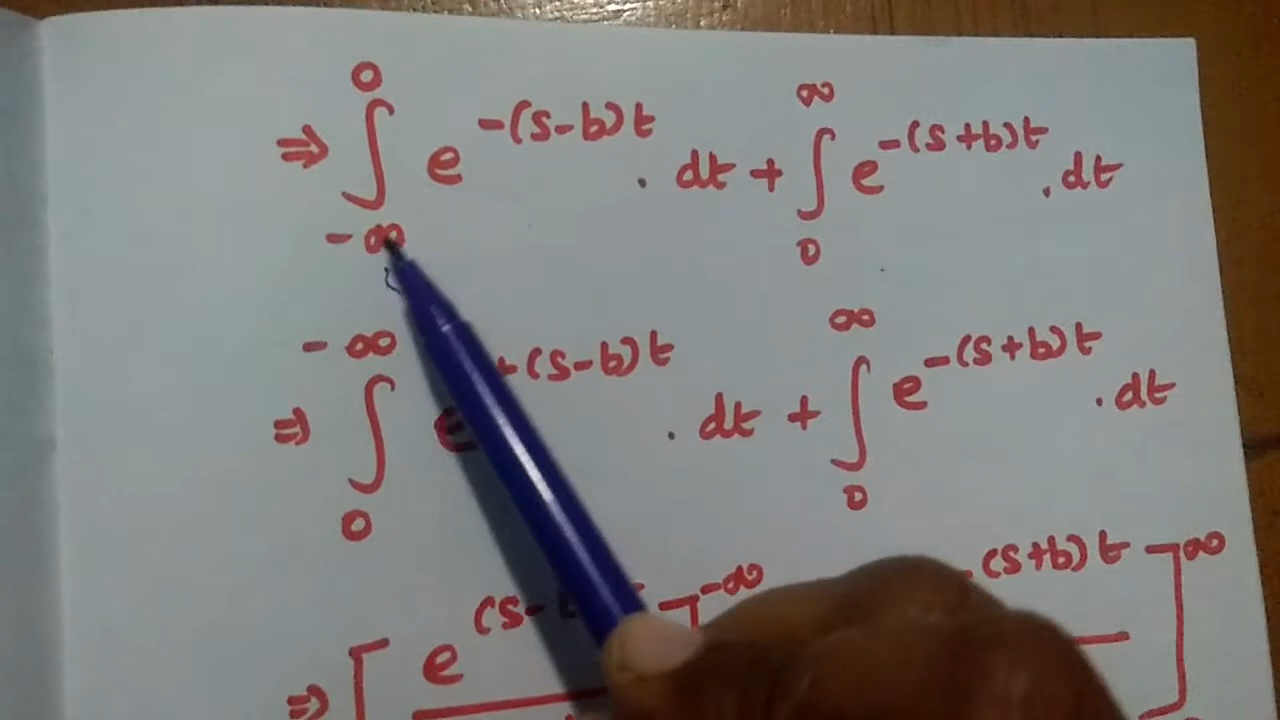 ⇒ ∫_{-∞}^{0} e^{-(s-b)t} . dt + ∫_{0}^{∞} e^{-(s+b)t} . dt
⇒ ∫_{0}^{-∞} e^{+(s-b)t} . dt + ∫_{0}^{∞} e^{-(s+b)t} . dt
⇒ [ e^{(s- ]^{-∞} (s+b)t ]^{∞}